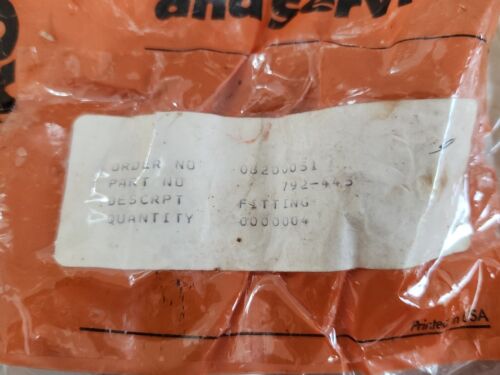 ORDER NO 08200051
PART NO 792-443
DESCRPT FITTING
QUANTITY 0000004
Printed in USA